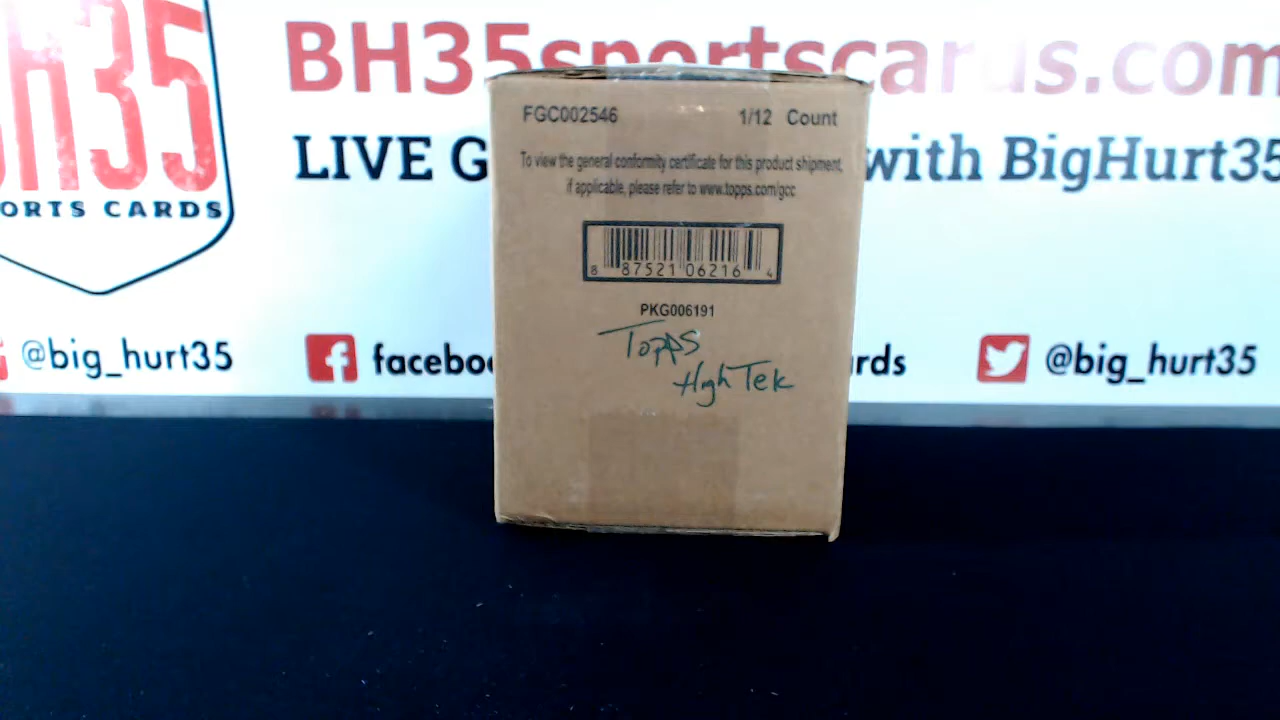 BH35
ORTS CARDS
BH35sportscards.com
LIVE G
with BigHurt35
@big_hurt35
faceboo
rds
@big_hurt35
FGC002546
1/12 Count
To view the general conformity certificate for this product shipment,
if applicable, please refer to www.topps.com/gcc
8 87521 06216 4
PKG006191
Topps
High Tek